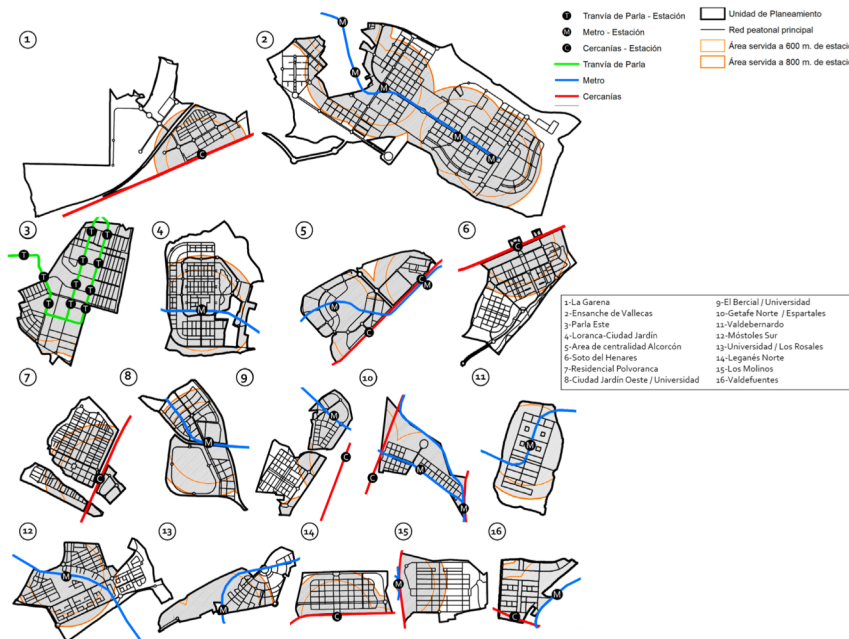 1
2
T Tranvía de Parla - Estación
M Metro - Estación
C Cercanías - Estación
Tranvía de Parla
Metro
Cercanías
Unidad de Planeamiento
Red peatonal principal
Área servida a 600 m. de estació
Área servida a 800 m. de estació
C
M
M
M
M
3
4
5
6
T
T
T
T
T
T
T
T
T
T
M
M
C
M
C
1-La Garena
2-Ensanche de Vallecas
3-Parla Este
4-Loranca-Ciudad Jardín
5-Area de centralidad Alcorcón
6-Soto del Henares
7-Residencial Polvoranca
8-Ciudad Jardín Oeste / Universidad
9-El Bercial / Universidad
10-Getafe Norte / Espartales
11-Valdebernardo
12-Móstoles Sur
13-Universidad / Los Rosales
14-Leganés Norte
15-Los Molinos
16-Valdefuentes
7
8
9
10
11
C
M
M
C
C
M
M
M
12
13
14
15
16
M
M
C
M
C
M